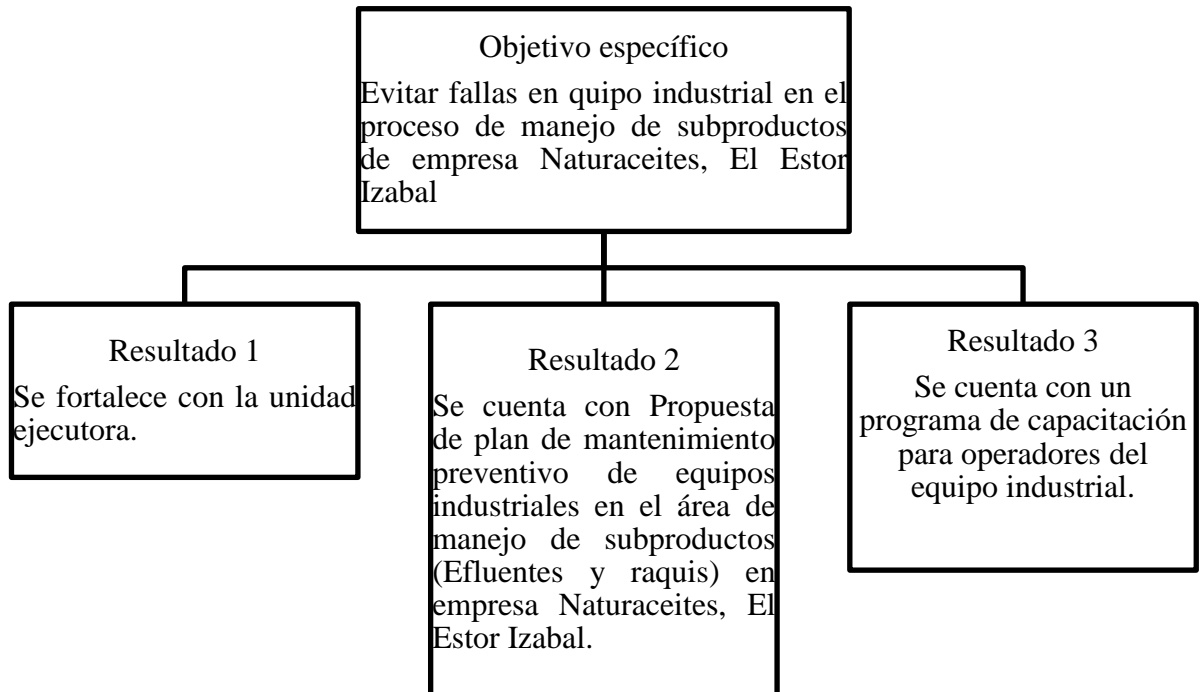 Objetivo específico
Evitar fallas en quipo industrial en el
proceso de manejo de subproductos
de empresa Naturaceites, El Estor
Izabal
Resultado 1
Se fortalece con la unidad
ejecutora.
Resultado 2
Se cuenta con Propuesta
de plan de mantenimiento
preventivo de equipos
industriales en el área de
manejo de subproductos
(Efluentes y raquis) en
empresa Naturaceites, El
Estor Izabal.
Resultado 3
Se cuenta con un
programa de capacitación
para operadores del
equipo industrial.